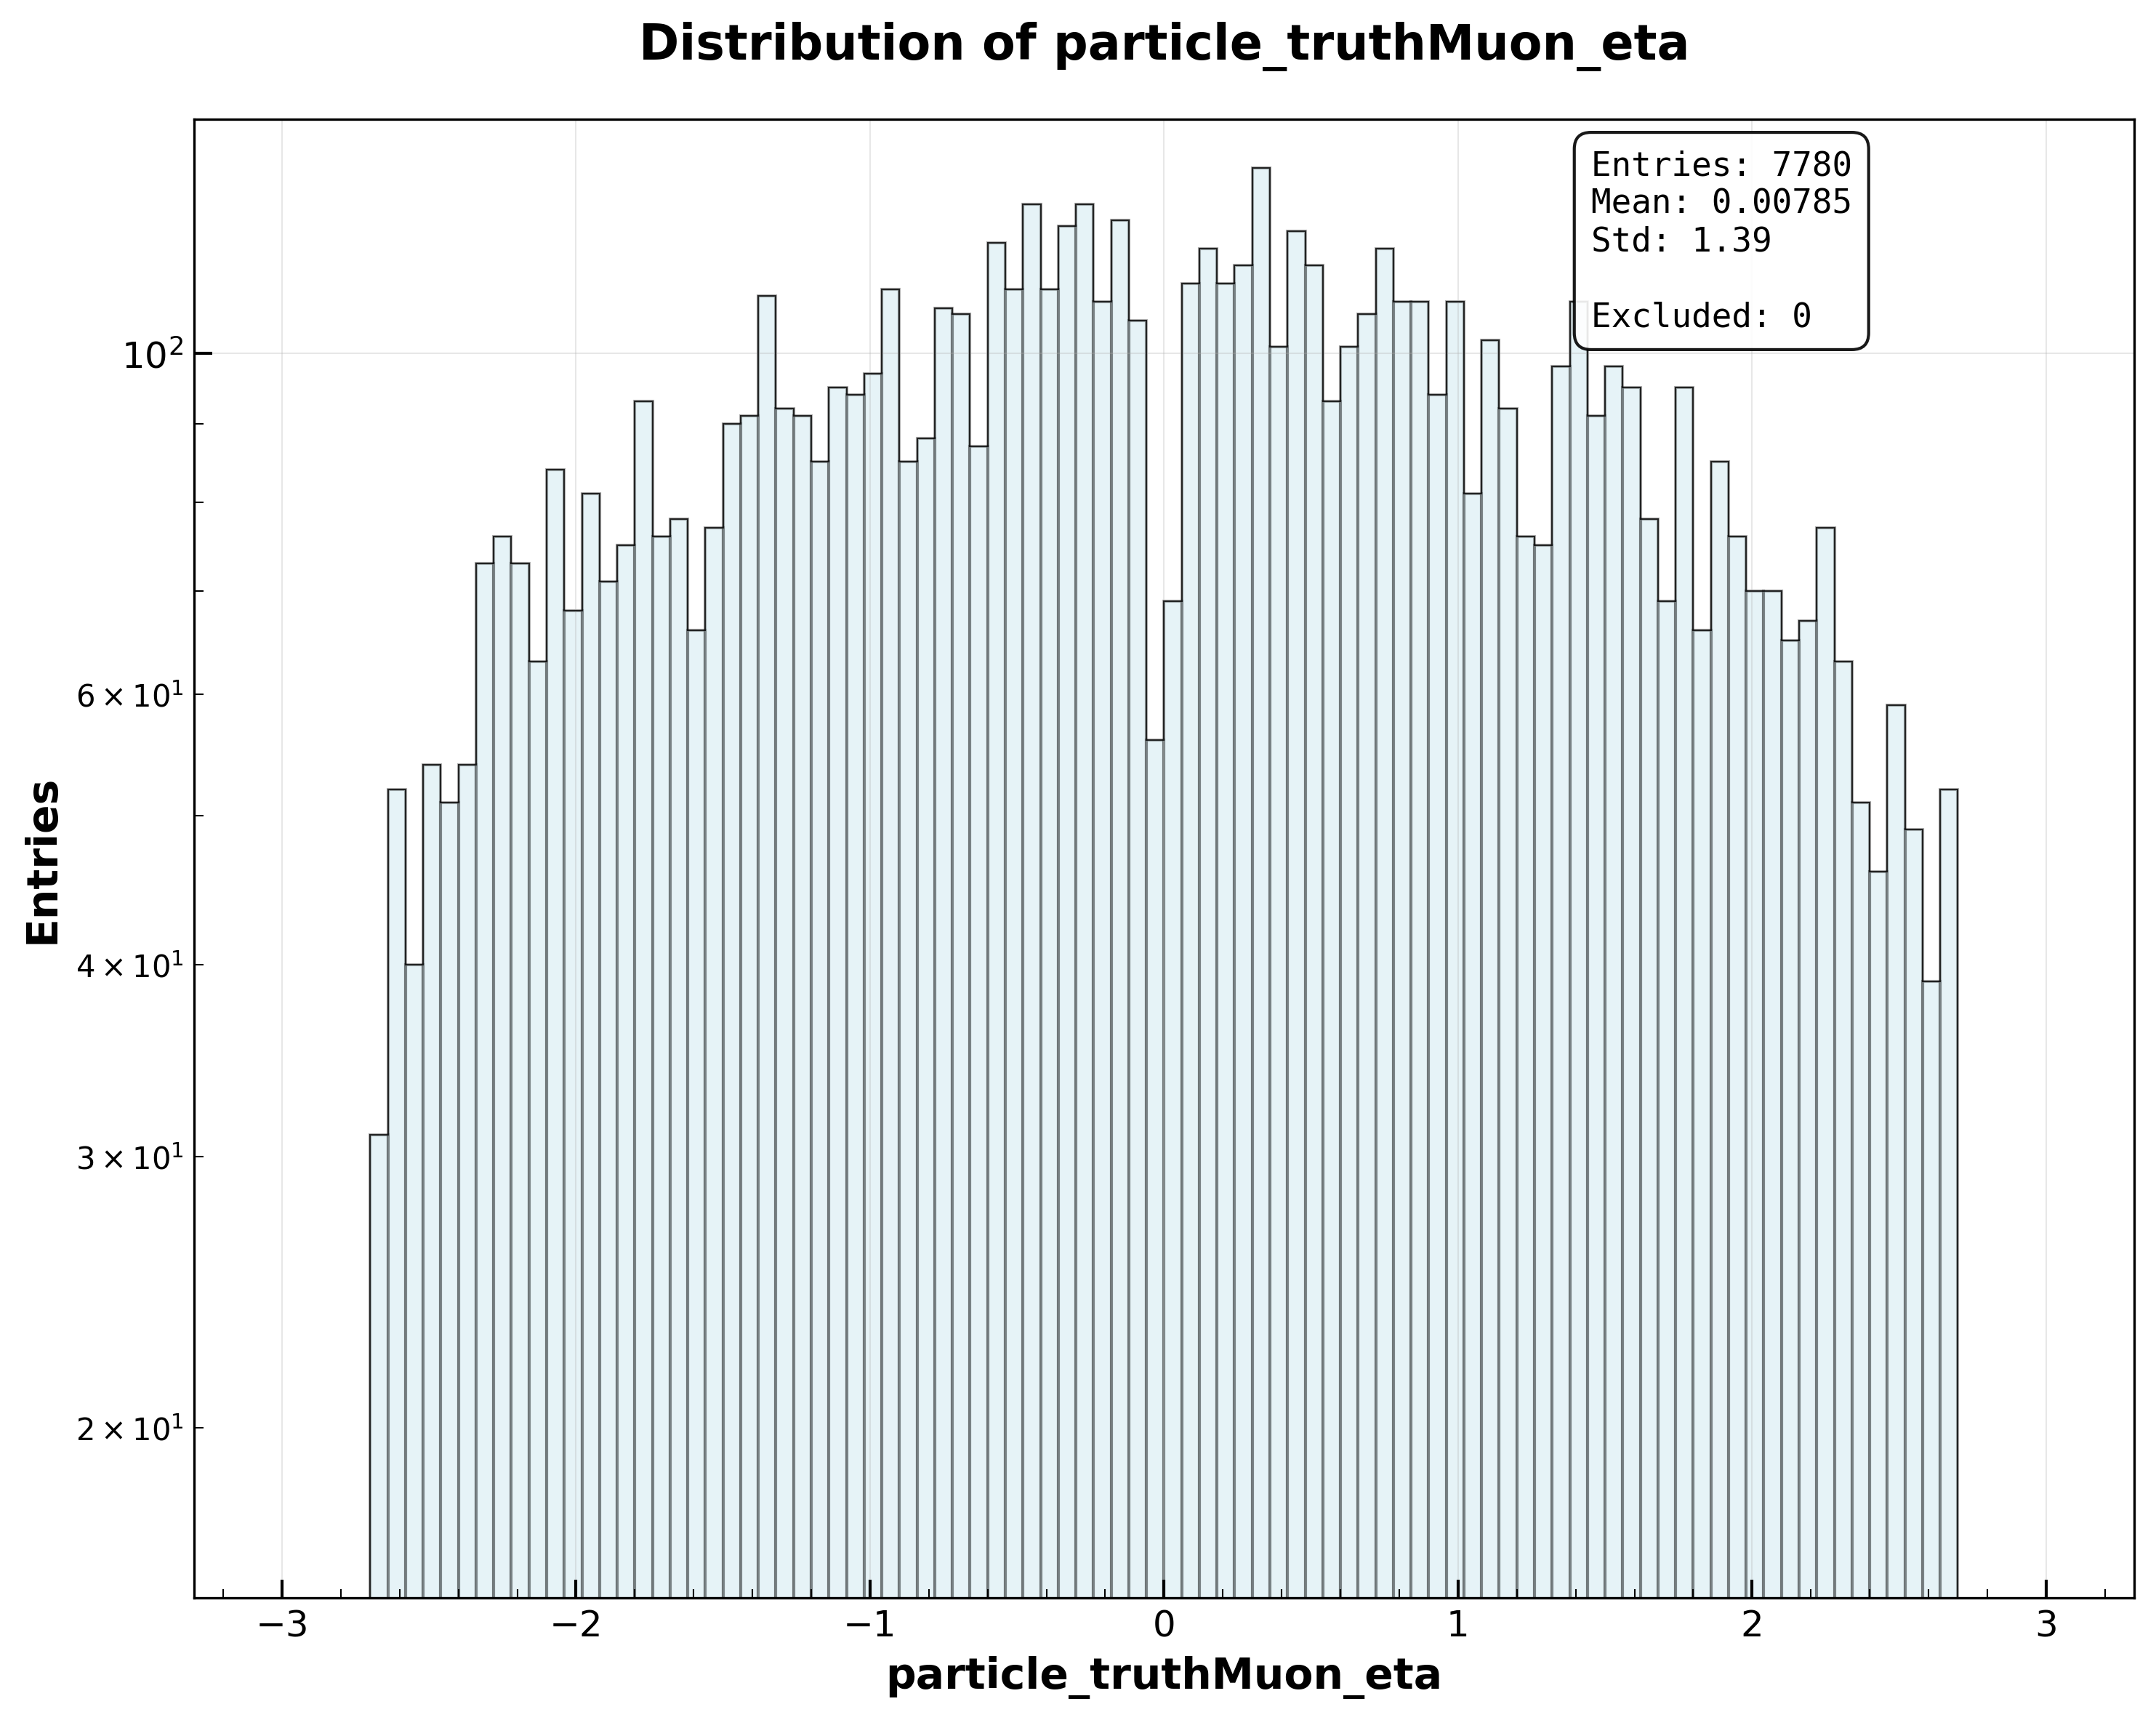 Distribution of particle_truthMuon_eta
Entries: 7780
Mean: 0.00785
Std: 1.39
Excluded: 0
10²
6×10¹
4×10¹
3×10¹
2×10¹
Entries
−3 −2 −1 0 1 2 3
particle_truthMuon_eta